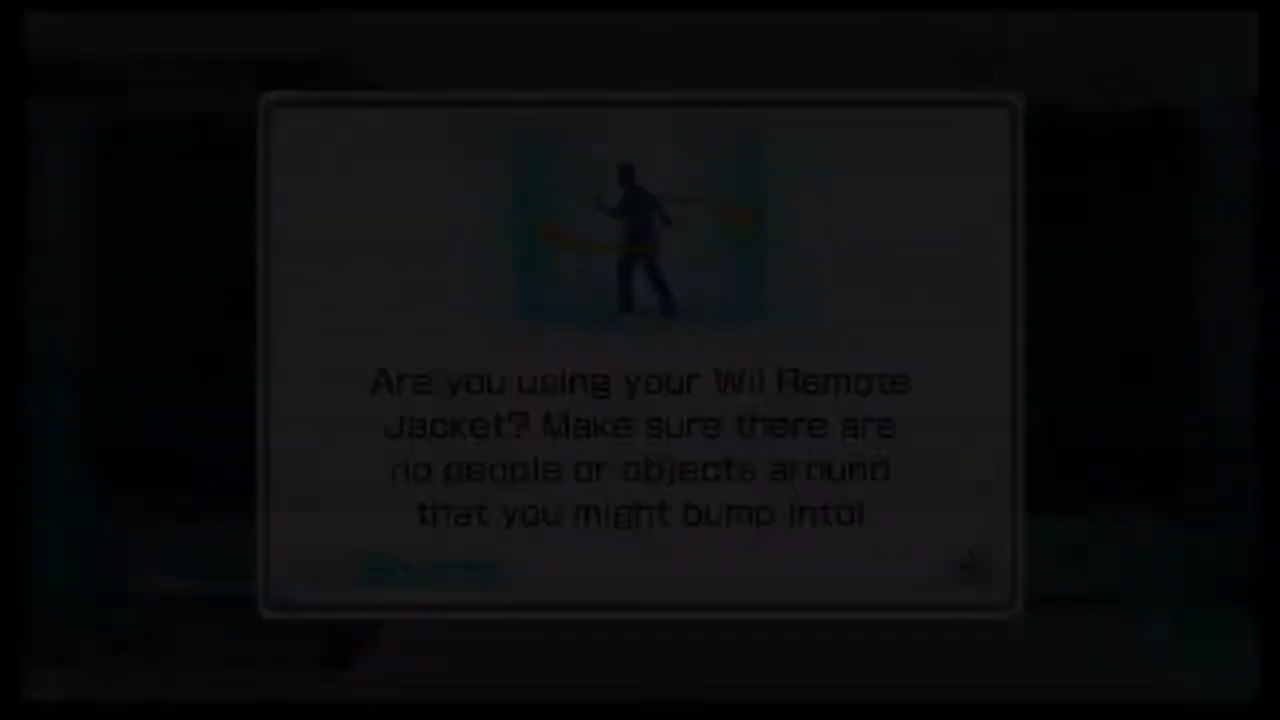 Are you using your Wii Remote
Jacket? Make sure there are
no people or objects around
that you might bump into!